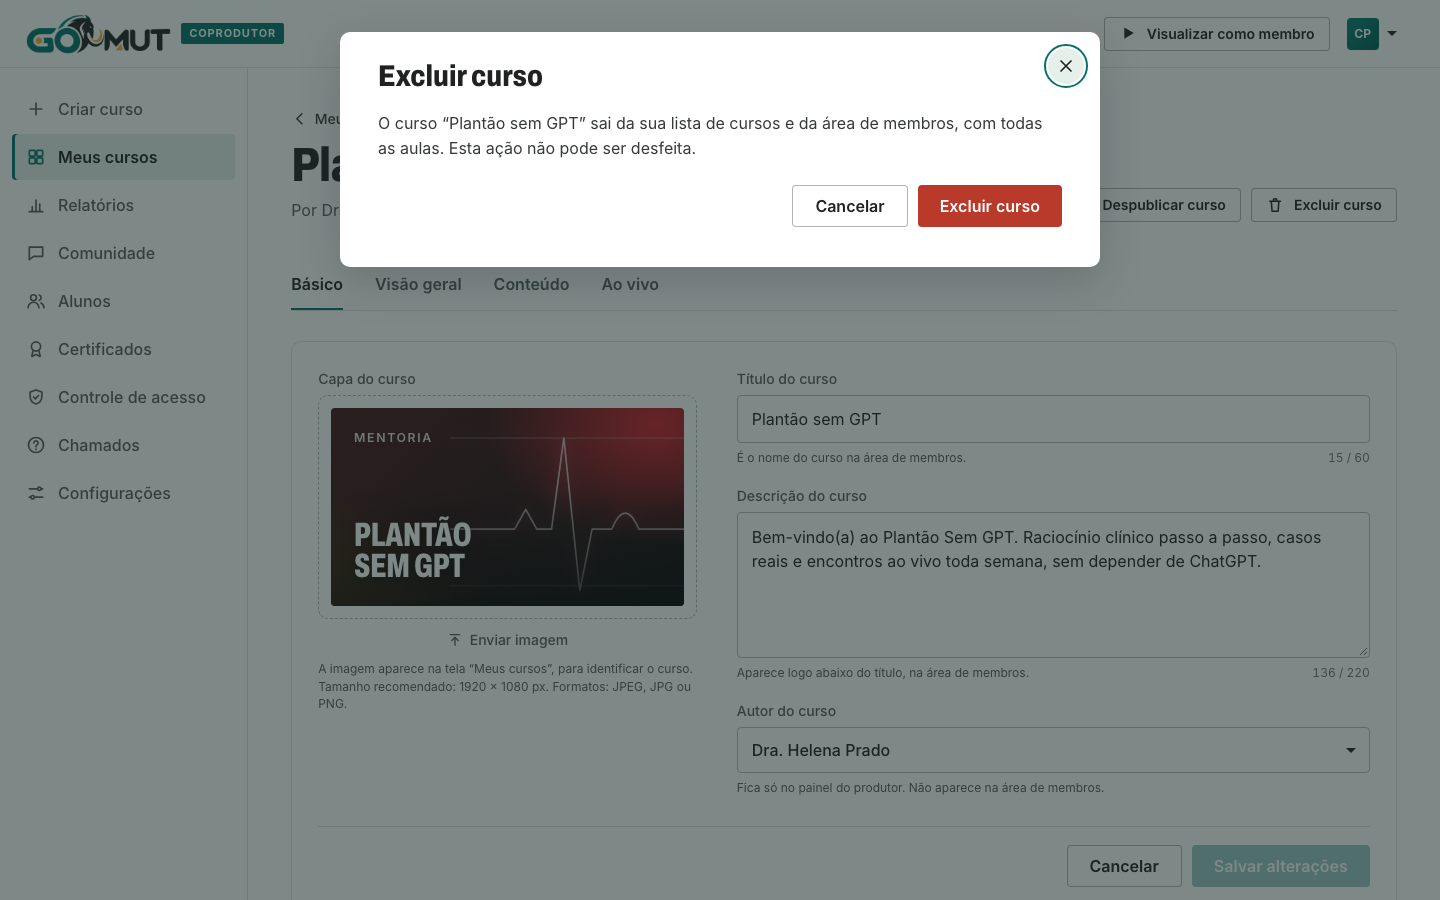 GO MUT
COPRODUTOR
Visualizar como membro
CP
Criar curso
Meus cursos
Relatórios
Comunidade
Alunos
Certificados
Controle de acesso
Chamados
Configurações
Excluir curso
O curso “Plantão sem GPT” sai da sua lista de cursos e da área de membros, com todas
as aulas. Esta ação não pode ser desfeita.
Cancelar
Excluir curso
Despublicar curso
Excluir curso
Básico
Visão geral
Conteúdo
Ao vivo
Capa do curso
MENTORIA
PLANTÃO
SEM GPT
Enviar imagem
A imagem aparece na tela “Meus cursos”, para identificar o curso.
Tamanho recomendado: 1920 × 1080 px. Formatos: JPEG, JPG ou
PNG.
Título do curso
Plantão sem GPT
É o nome do curso na área de membros.
15 / 60
Descrição do curso
Bem-vindo(a) ao Plantão Sem GPT. Raciocínio clínico passo a passo, casos
reais e encontros ao vivo toda semana, sem depender de ChatGPT.
Aparece logo abaixo do título, na área de membros.
136 / 220
Autor do curso
Dra. Helena Prado
Fica só no painel do produtor. Não aparece na área de membros.
Cancelar
Salvar alterações